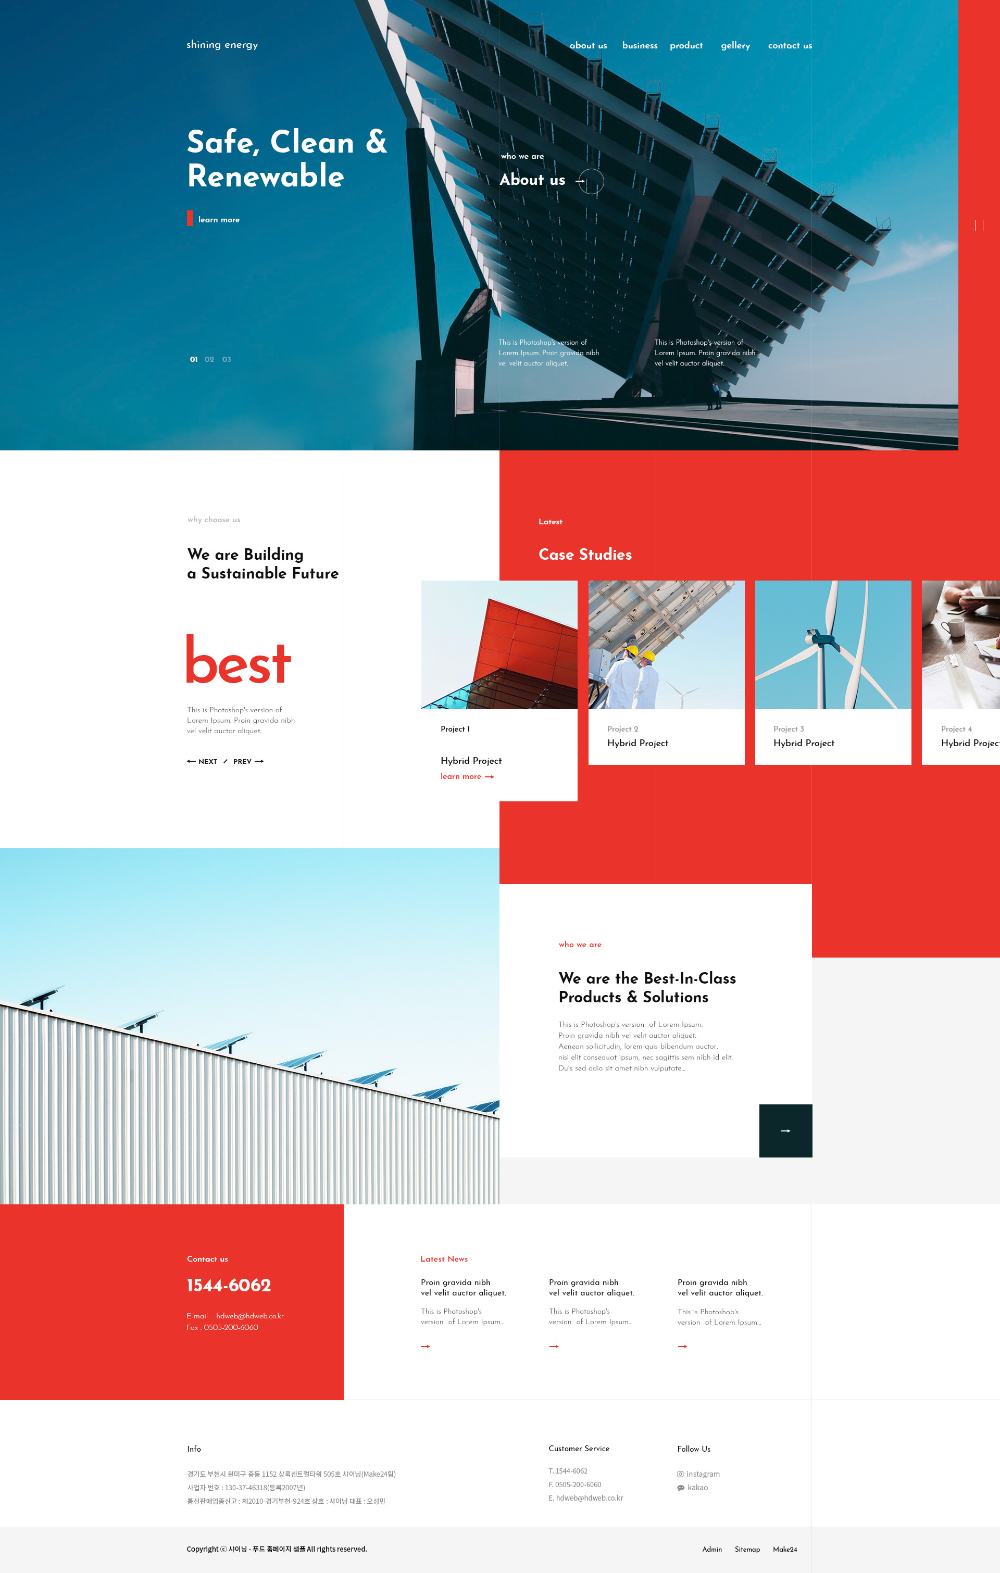 shining energy
about us business product gellery contact us
Safe, Clean &
Renewable
learn more
who we are
About us
01 02 03
This is Photoshop's version of
Lorem Ipsum. Proin gravida nibh
vel velit auctor aliquet.
This is Photoshop's version of
Lorem Ipsum. Proin gravida nibh
vel velit auctor aliquet.
why choose us
We are Building
a Sustainable Future
best
This is Photoshop's version of
Lorem Ipsum. Proin gravida nibh
vel velit auctor aliquet.
← NEXT / PREV →
Latest
Case Studies
Project 1
Hybrid Project
learn more →
Project 2
Hybrid Project
Project 3
Hybrid Project
Project 4
Hybrid Projec
who we are
We are the Best-In-Class
Products & Solutions
This is Photoshop's version of Lorem Ipsum.
Proin gravida nibh vel velit auctor aliquet.
Aenean sollicitudin, lorem quis bibendum auctor,
nisi elit consequat ipsum, nec sagittis sem nibh id elit.
Duis sed odio sit amet nibh vulputate...
Contact us
1544-6062
E.mail hdweb@hdweb.co.kr
Fax . 0505-200-6060
Latest News
Proin gravida nibh
vel velit auctor aliquet.
This is Photoshop's
version of Lorem Ipsum...
Proin gravida nibh
vel velit auctor aliquet.
This is Photoshop's
version of Lorem Ipsum...
Proin gravida nibh
vel velit auctor aliquet.
This is Photoshop's
version of Lorem Ipsum...
Info
경기도 부천시 원미구 중동 1152 상록센트럴타워 505호 샤이닝(Make24팀)
사업자 번호 : 130-37-46318(등록2007년)
통신판매업종신고 : 제2010-경기부천-924호 상호 : 샤이닝 대표 : 오성민
Customer Service
T. 1544-6062
F. 0505-200-6060
E. hdweb@hdweb.co.kr
Follow Us
instagram
kakao
Copyright ⓒ 샤이닝 - 푸드 홈페이지 샘플 All rights reserved.
Admin Sitemap Make24